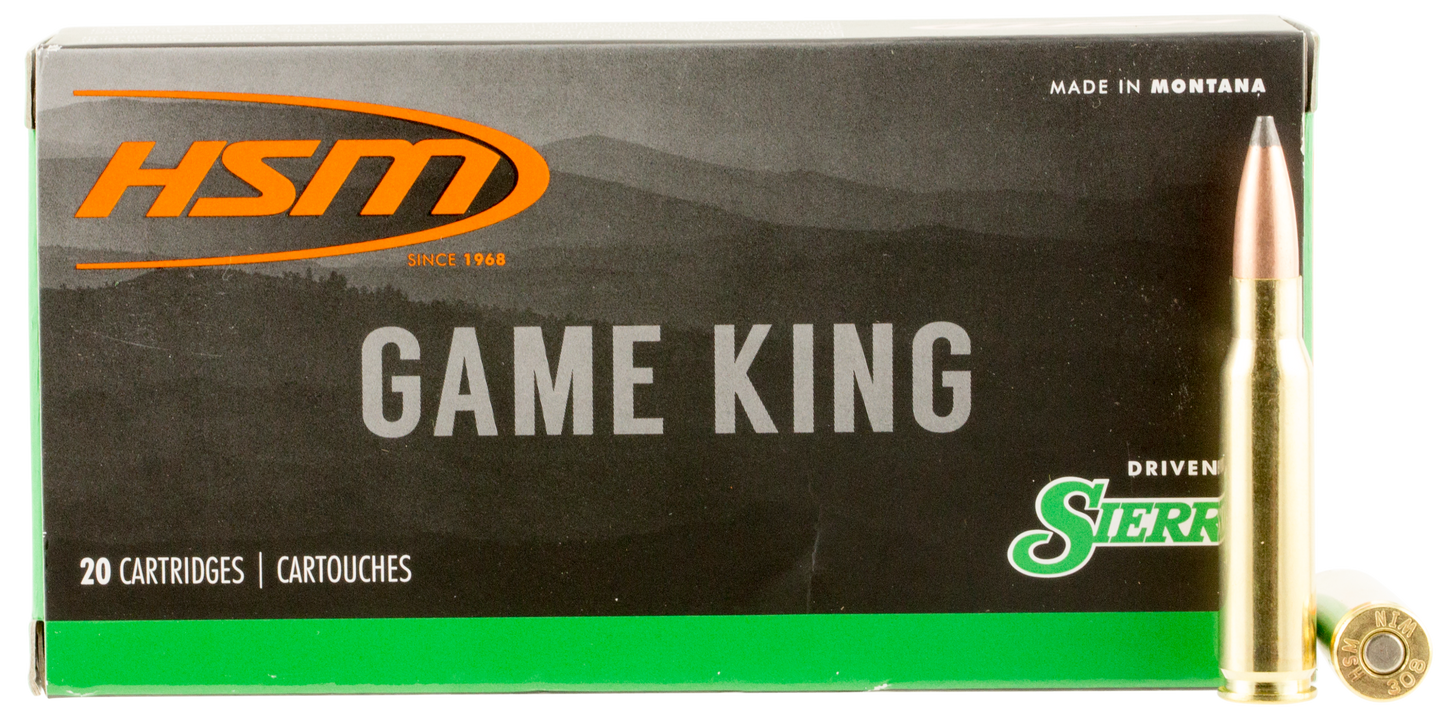 MADE IN MONTANA
HSM
SINCE 1968
GAME KING
DRIVEN
SIERR
20 CARTRIDGES | CARTOUCHES
HSM 308 WIN